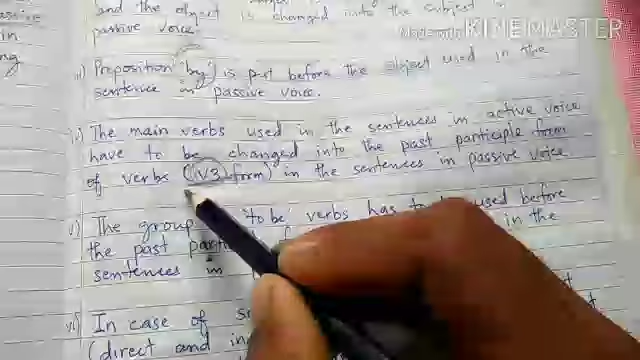 Made with
KINEMASTER
and the object is changed into the subject in
passive voice.
iii) Preposition 'by' is put before the object used in the
sentence in passive voice.
iv) The main verbs used in the sentences in active voice
have to be changed into the past participle form
of verbs (V3 form) in the sentences in passive voice
v) The group 'to be' verbs has to be used before
the past in the
sentences in
vi) In case of
(direct and
in